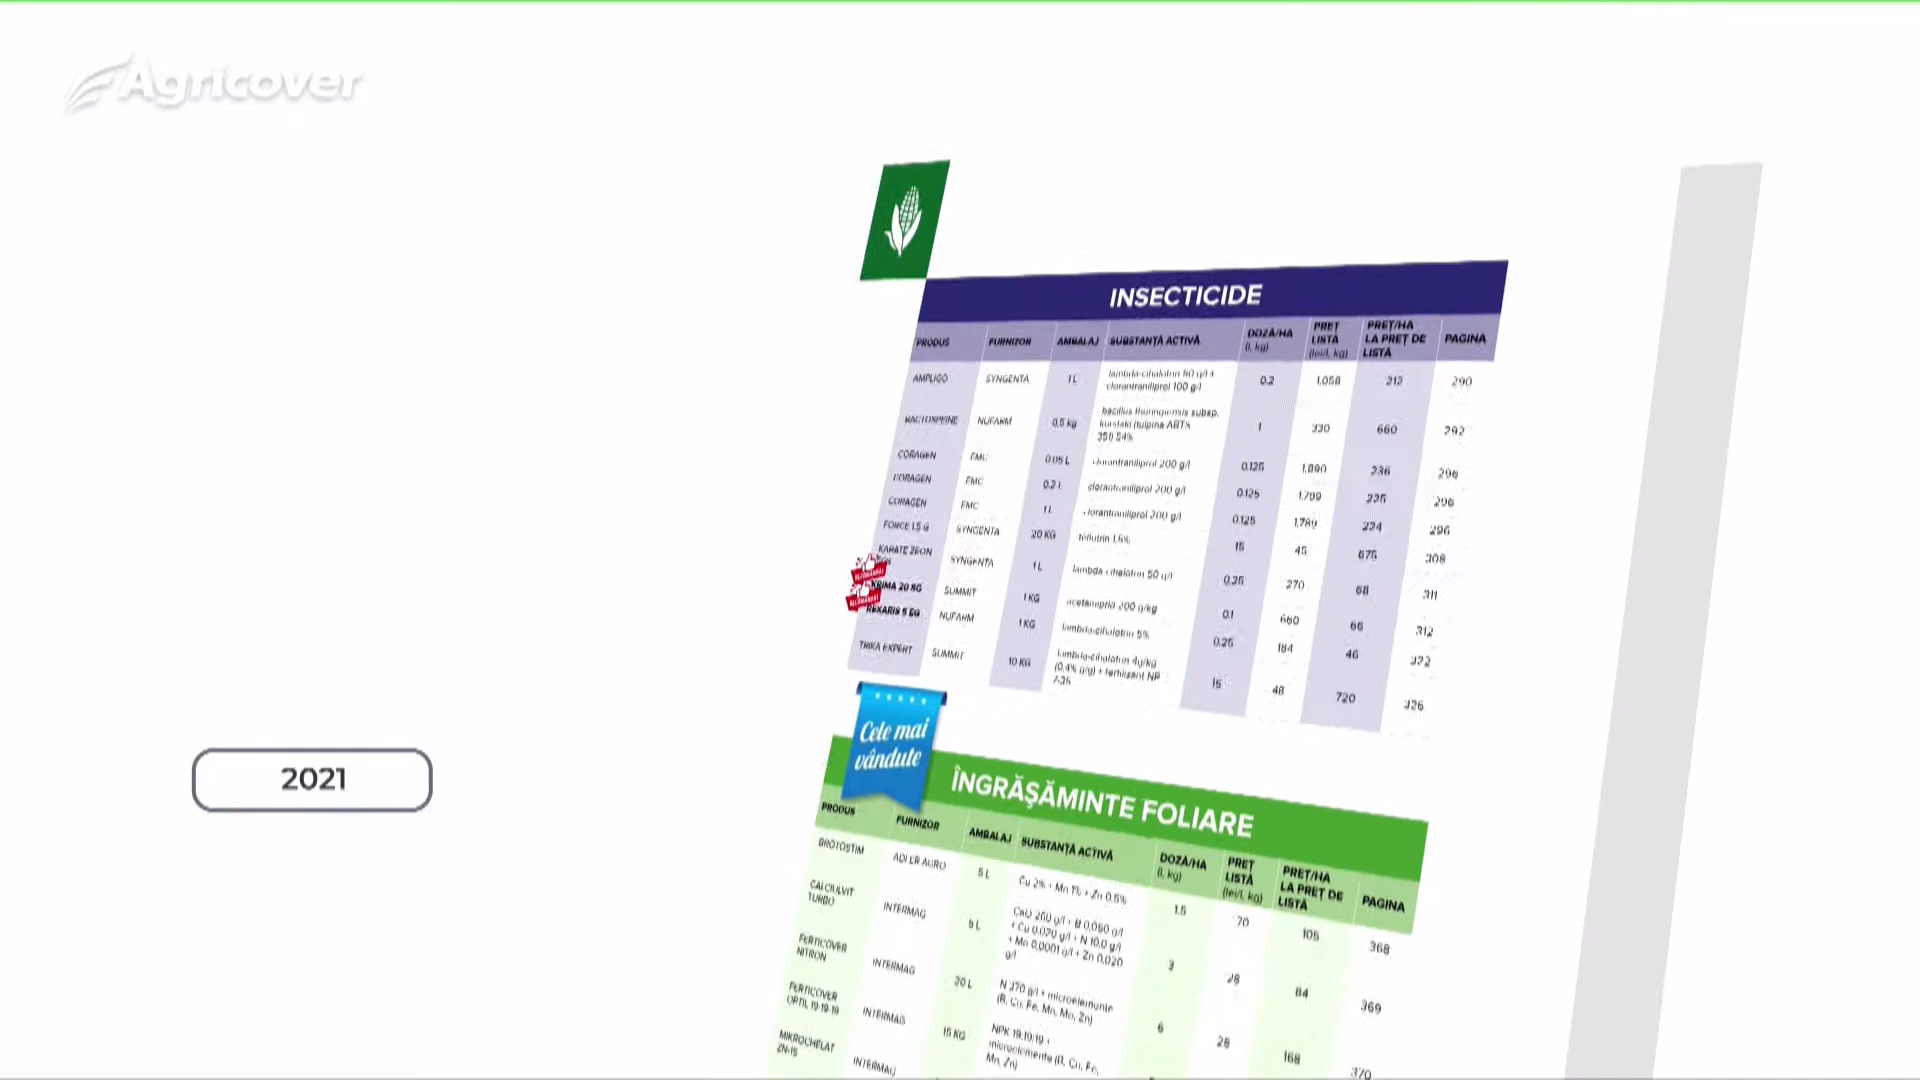 Agricover
INSECTICIDE
PRODUS FURNIZOR AMBALAJ SUBSTANȚĂ ACTIVĂ DOZĂ/HA (l, kg) PREȚ LISTĂ (lei/l, kg) PREȚ/HA LA PREȚ DE LISTĂ PAGINA
AMPLIGO SYNGENTA 1 L lambda-cihalotrin 50 g/l + clorantraniliprol 100 g/l 0.2 1,058 212 290
NUFARM 0.5 kg bacillus thuringiensis subsp. kurstaki (tulpina ABTS 351) 54% 1 330 660 292
CORAGEN FMC 0.05 L clorantraniliprol 200 g/l 0.125 1,890 236 296
CORAGEN FMC 0.2 L clorantraniliprol 200 g/l 0.125 1,799 225 296
CORAGEN FMC 1 L clorantraniliprol 200 g/l 0.125 1,789 224 296
FORCE 1.5 G SYNGENTA 20 KG teflutrin 1.5% 15 45 675 308
KARATE ZEON SYNGENTA 1 L lambda-cihalotrin 50 g/l 0.25 270 68 311
KRIMA 20 SG SUMMIT 1 KG acetamiprid 200 g/kg 0.1 660 66 312
NUFARM 1 KG lambda-cihalotrin 5% 0.25 184 46 322
TRIKA EXPERT SUMMIT 10 KG lambda-cihalotrin 4g/kg (0.4% g/g) + fertilizant NP 7-35 15 48 720 326
Cele mai
vândute
ÎNGRĂȘĂMINTE FOLIARE
PRODUS FURNIZOR AMBALAJ SUBSTANȚĂ ACTIVĂ DOZĂ/HA (l, kg) PREȚ LISTĂ (lei/l, kg) PREȚ/HA LA PREȚ DE LISTĂ PAGINA
BROTOSTIM ADLER AGRO 5 L Cu 2% + Mn 1% + Zn 0.5% 1.5 70 105 368
CALCIULVIT TURBO INTERMAG 5 L CaO 260 g/l + B 0,050 g/l + Cu 0.020 g/l + N 10.0 g/l + Mn 0,0001 g/l + Zn 0,020 g/l 3 28 84 369
FERTICOVER NITRON INTERMAG 20 L N 370 g/l + microelemente (B, Cu, Fe, Mn, Mo, Zn) 6 28 168 370
FERTICOVER OPTIL 19-19-19 INTERMAG 15 KG NPK 19:19:19 + microelemente (B, Cu, Fe, Mn, Zn)
MIKROCHELAT ZN-15 INTERMAG
2021